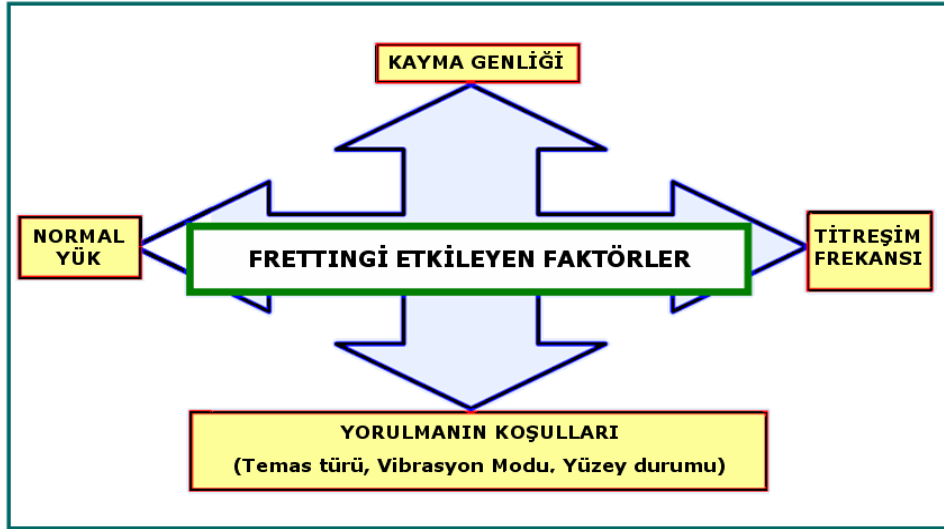 KAYMA GENLİĞİ
NORMAL
YÜK
FRETTINGİ ETKİLEYEN FAKTÖRLER
TİTREŞİM
FREKANSI
YORULMANIN KOŞULLARI
(Temas türü, Vibrasyon Modu. Yüzey durumu)